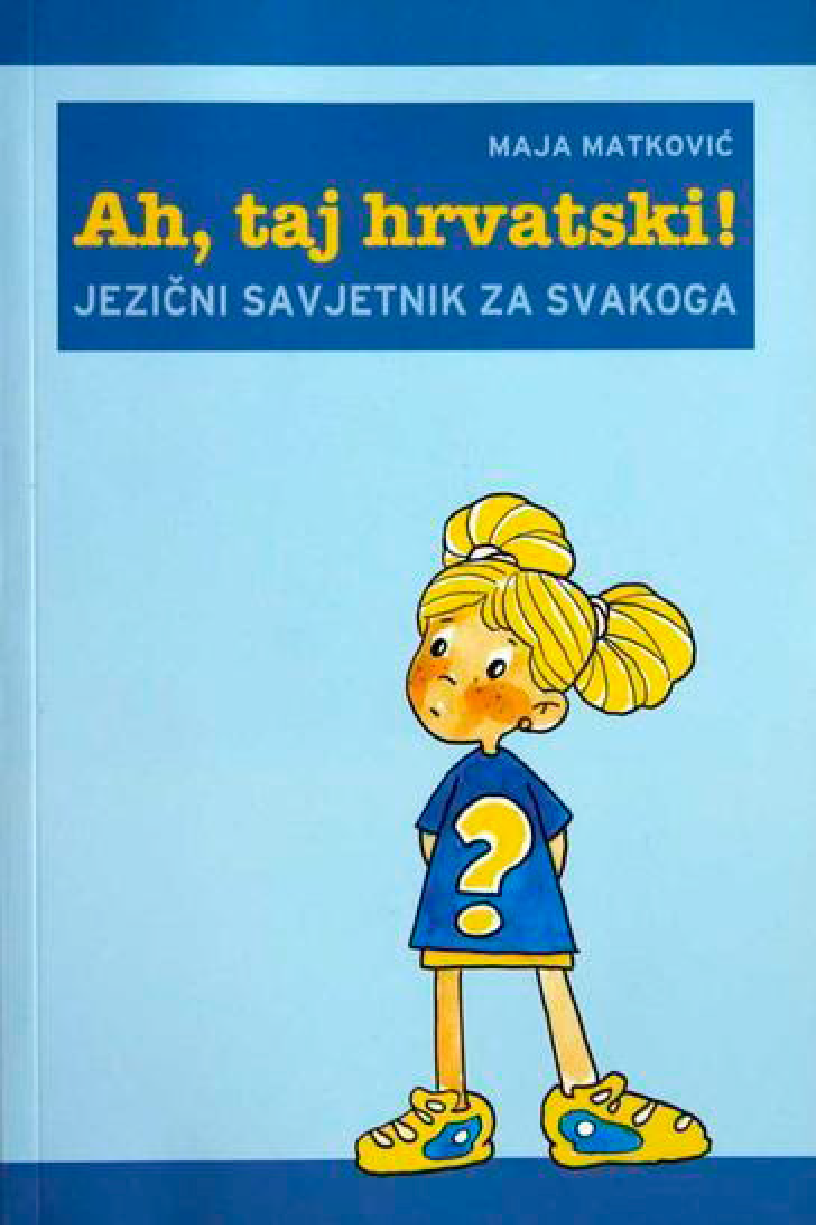 MAJA MATKOVIĆ
Ah, taj hrvatski!
JEZIČNI SAVJETNIK ZA SVAKOGA
?